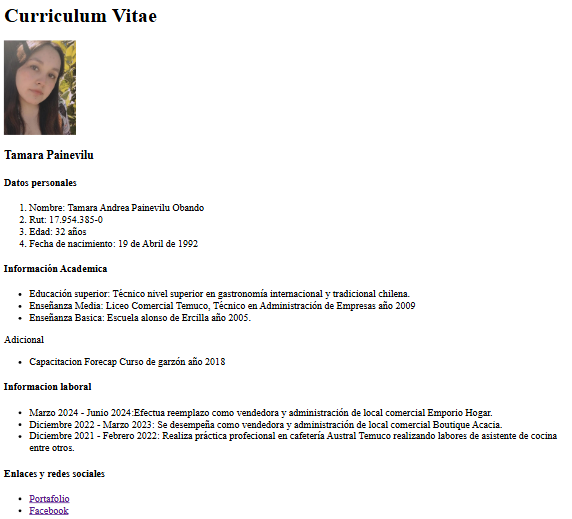 Curriculum Vitae
Tamara Painevilu
Datos personales
1. Nombre: Tamara Andrea Painevilu Obando
2. Rut: 17.954.385-0
3. Edad: 32 años
4. Fecha de nacimiento: 19 de Abril de 1992
Información Academica
• Educación superior: Técnico nivel superior en gastronomía internacional y tradicional chilena.
• Enseñanza Media: Liceo Comercial Temuco, Técnico en Administración de Empresas año 2009
• Enseñanza Basica: Escuela alonso de Ercilla año 2005.
Adicional
• Capacitacion Forecap Curso de garzón año 2018
Informacion laboral
• Marzo 2024 - Junio 2024:Efectua reemplazo como vendedora y administración de local comercial Emporio Hogar.
• Diciembre 2022 - Marzo 2023: Se desempeña como vendedora y administración de local comercial Boutique Acacia.
• Diciembre 2021 - Febrero 2022: Realiza práctica profecional en cafetería Austral Temuco realizando labores de asistente de cocina
entre otros.
Enlaces y redes sociales
• Portafolio
• Facebook